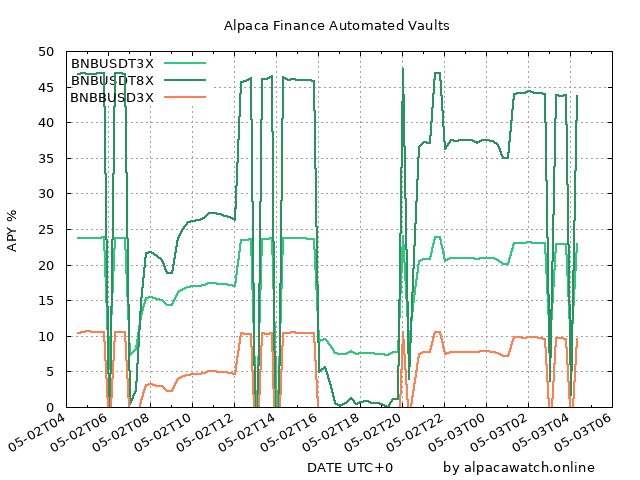 Alpaca Finance Automated Vaults
BNBUSDT3X
BNBUSDT8X
BNBBUSD3X
50
45
40
35
30
25
20
15
10
5
0
APY %
05-02T04
05-02T06
05-02T08
05-02T10
05-02T12
05-02T14
05-02T16
05-02T18
05-02T20
05-02T22
05-03T00
05-03T02
05-03T04
05-03T06
DATE UTC+0
by alpacawatch.online